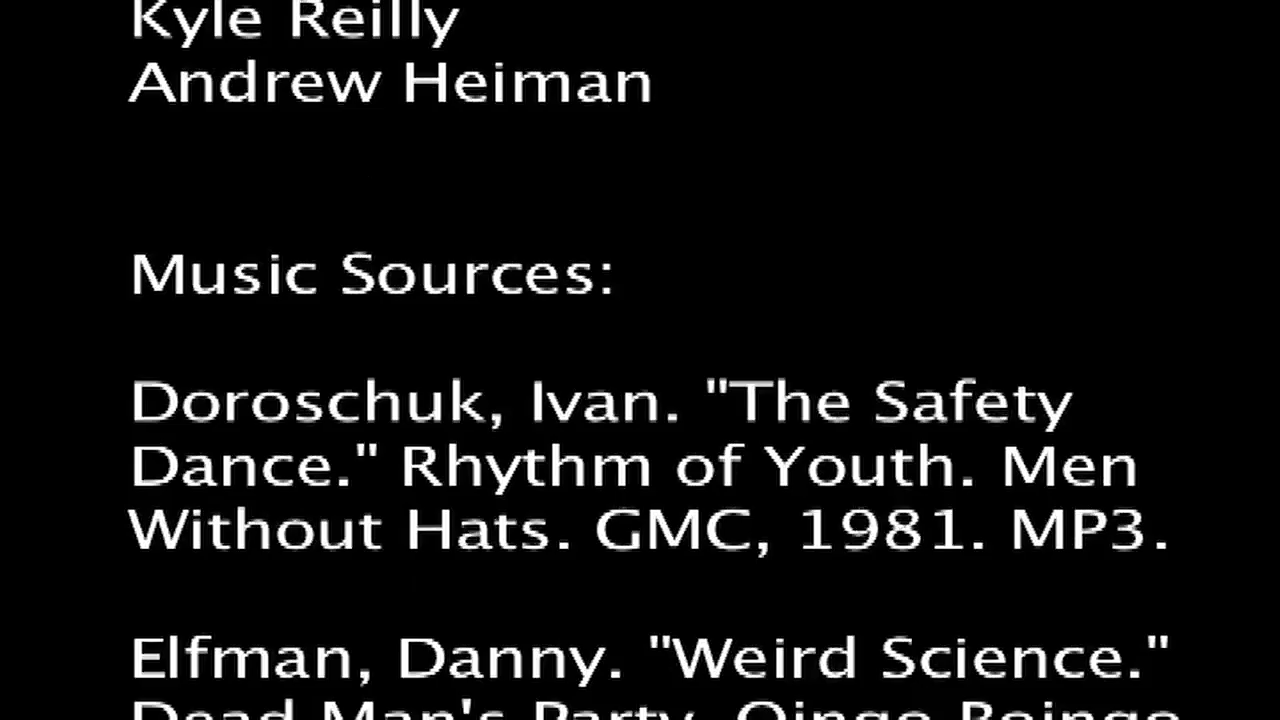 Kyle Reilly
Andrew Heiman
Music Sources:
Doroschuk, Ivan. "The Safety
Dance." Rhythm of Youth. Men
Without Hats. GMC, 1981. MP3.
Elfman, Danny. "Weird Science."
Dead Man's Party. Oingo Boingo